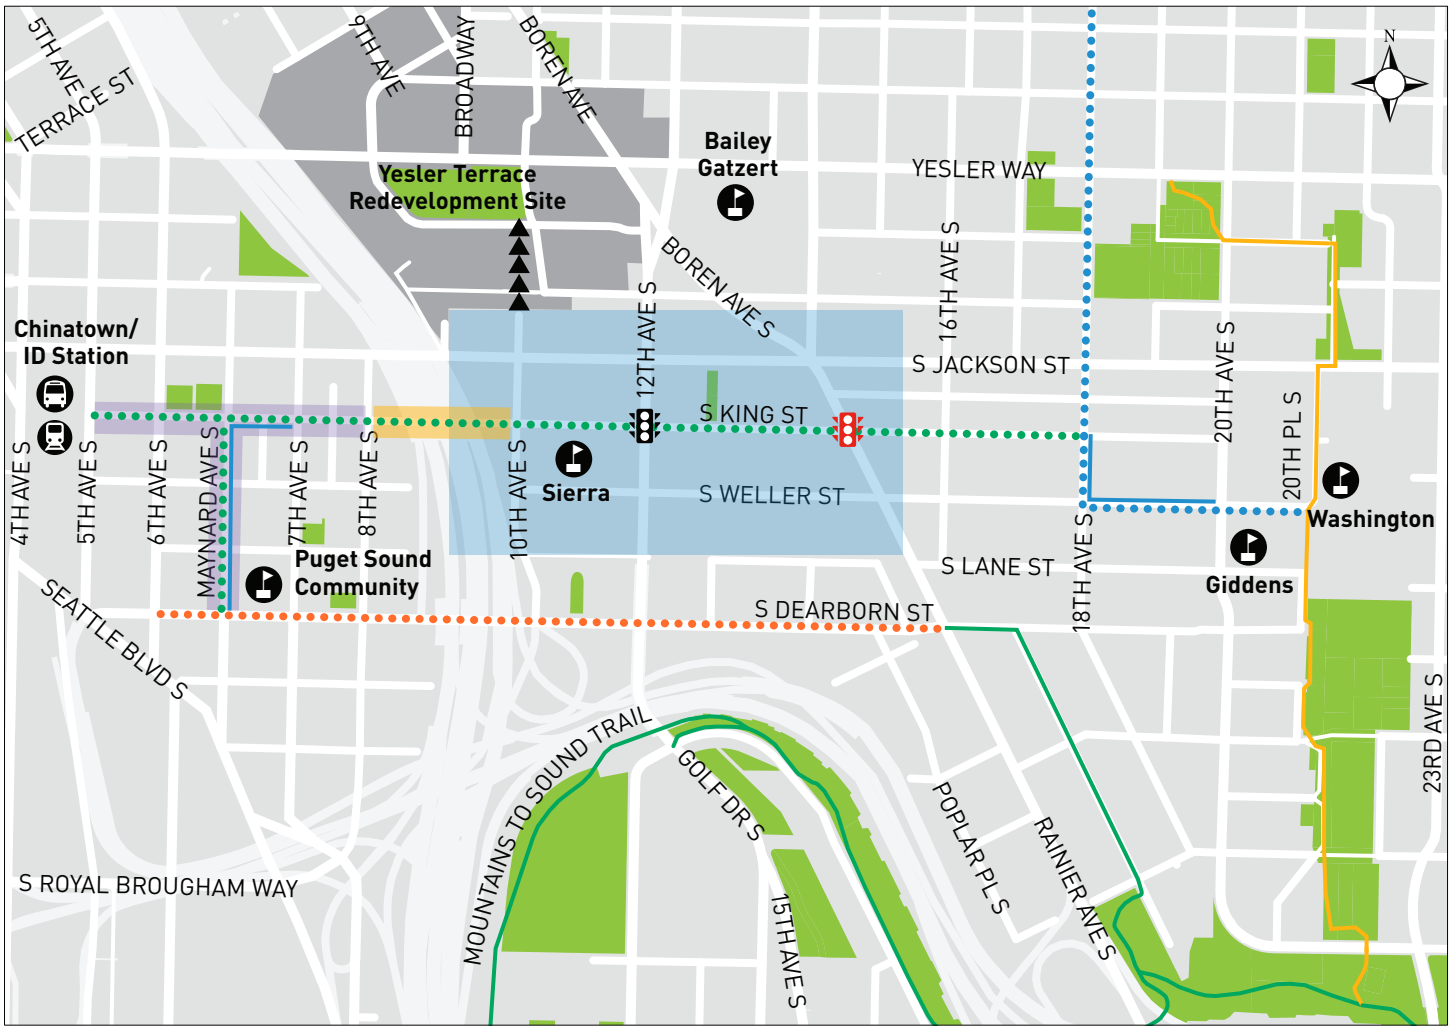 5TH AVE
TERRACE ST
9TH AVE
BROADWAY
BOREN AVE
N
Bailey
Gatzert
YESLER WAY
Yesler Terrace
Redevelopment Site
BOREN AVE S
16TH AVE S
12TH AVE S
Chinatown/
ID Station
S JACKSON ST
20TH AVE S
20TH PL S
S KING ST
4TH AVE S
5TH AVE S
6TH AVE S
MAYNARD AVE S
7TH AVE S
8TH AVE S
10TH AVE S
Sierra
S WELLER ST
Washington
18TH AVE S
Giddens
S LANE ST
Puget Sound
Community
S DEARBORN ST
SEATTLE BLVD S
23RD AVE S
MOUNTAINS TO SOUND TRAIL
GOLF DR S
POPLAR PL S
RAINIER AVE S
S ROYAL BROUGHAM WAY
15TH AVE S